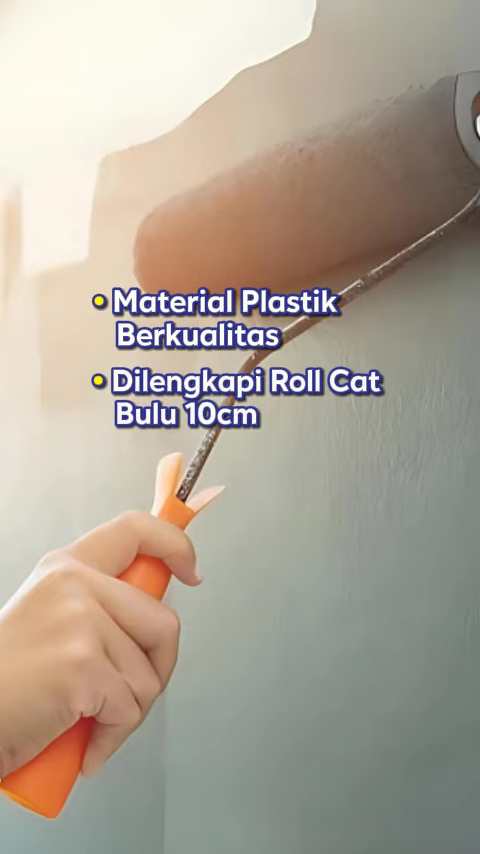 • Material Plastik
Berkualitas
• Dilengkapi Roll Cat
Bulu 10cm